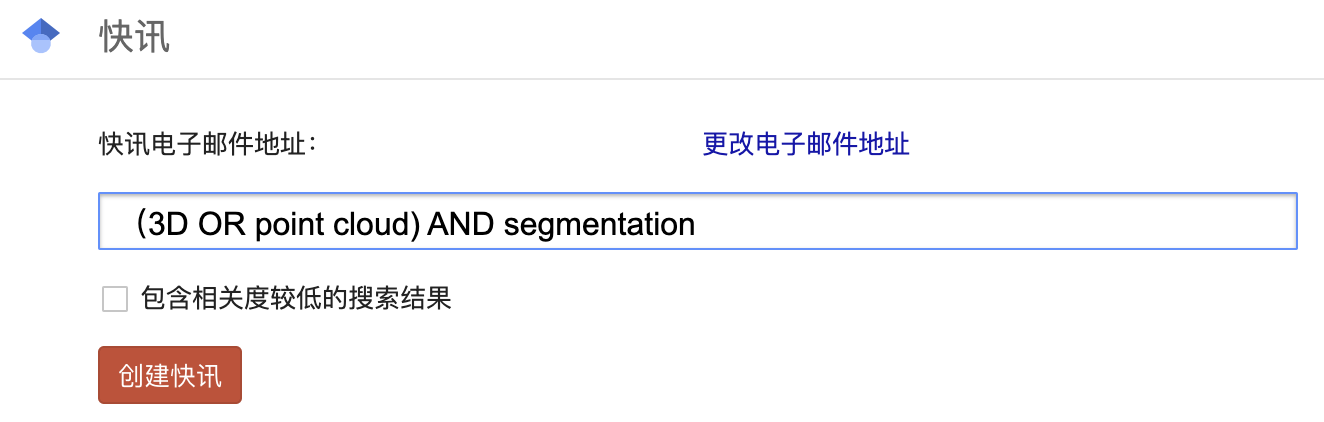 快讯
快讯电子邮件地址： 更改电子邮件地址
（3D OR point cloud) AND segmentation
包含相关度较低的搜索结果
创建快讯